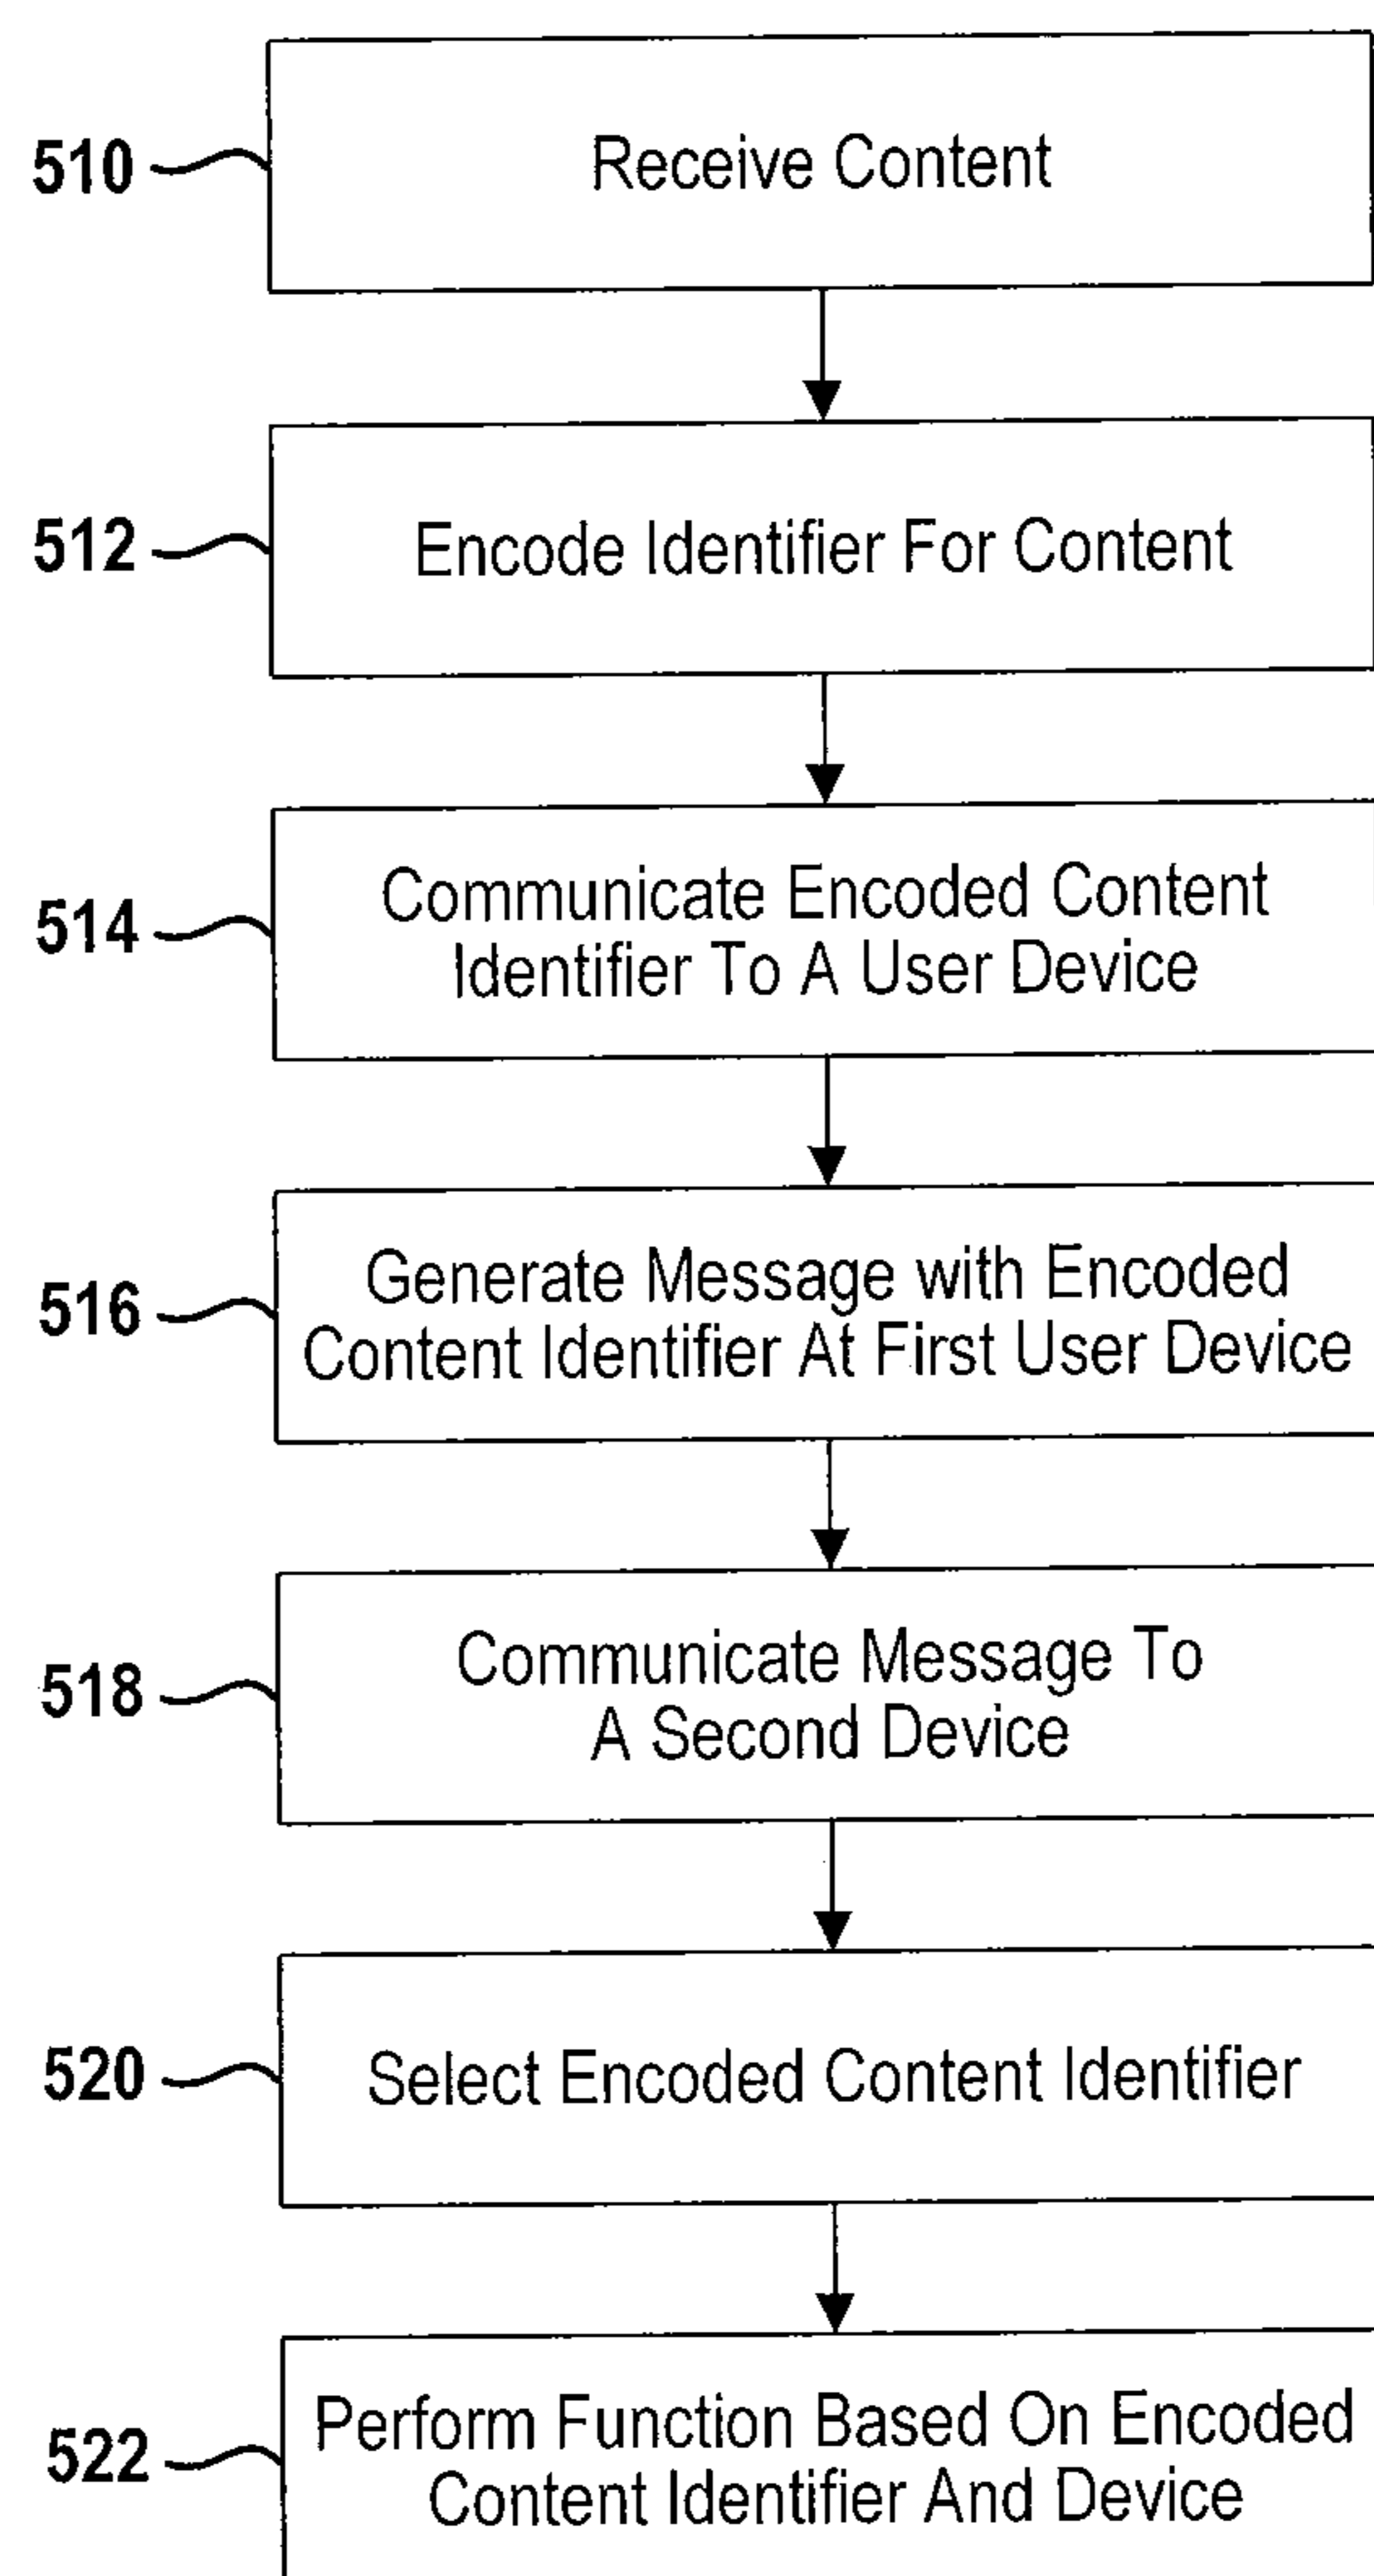 510
Receive Content
512
Encode Identifier For Content
514
Communicate Encoded Content
Identifier To A User Device
516
Generate Message with Encoded
Content Identifier At First User Device
518
Communicate Message To
A Second Device
520
Select Encoded Content Identifier
522
Perform Function Based On Encoded
Content Identifier And Device